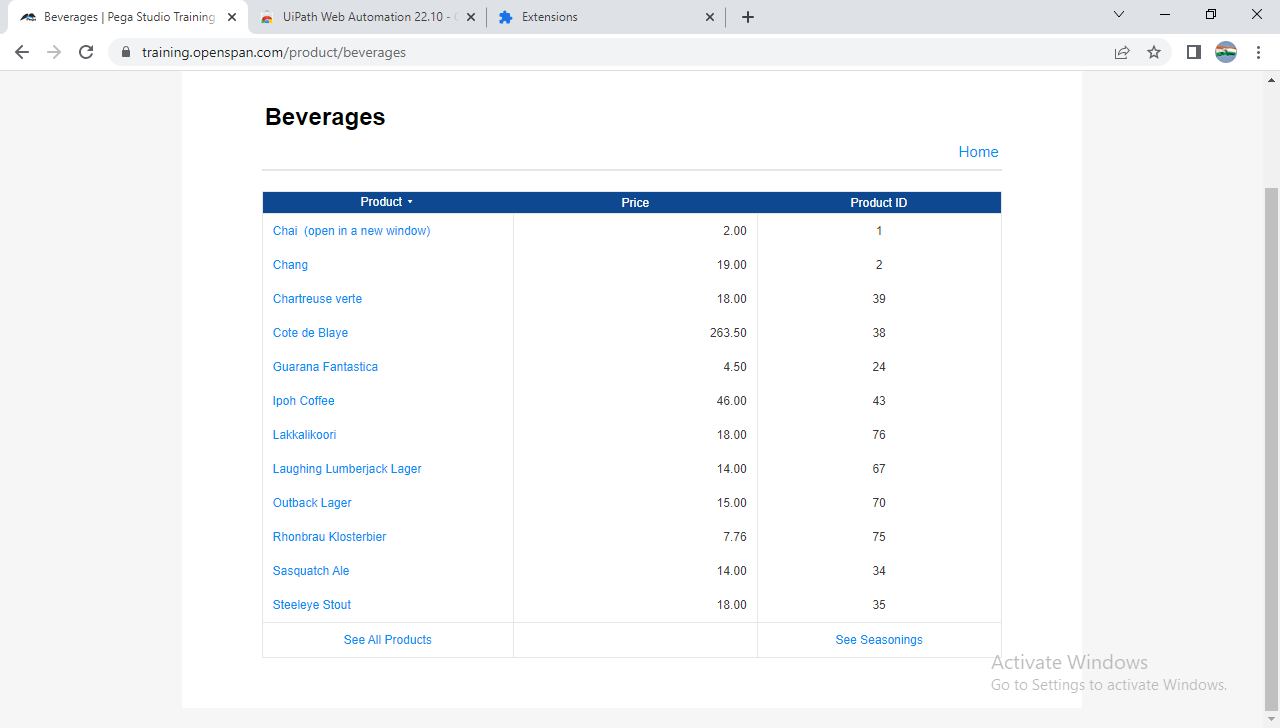 Beverages | Pega Studio Training
UiPath Web Automation 22.10 -
Extensions
training.openspan.com/product/beverages
Beverages
Home
Product Price Product ID
Chai (open in a new window) 2.00 1
Chang 19.00 2
Chartreuse verte 18.00 39
Cote de Blaye 263.50 38
Guarana Fantastica 4.50 24
Ipoh Coffee 46.00 43
Lakkalikoori 18.00 76
Laughing Lumberjack Lager 14.00 67
Outback Lager 15.00 70
Rhonbrau Klosterbier 7.76 75
Sasquatch Ale 14.00 34
Steeleye Stout 18.00 35
See All Products See Seasonings
Activate Windows
Go to Settings to activate Windows.